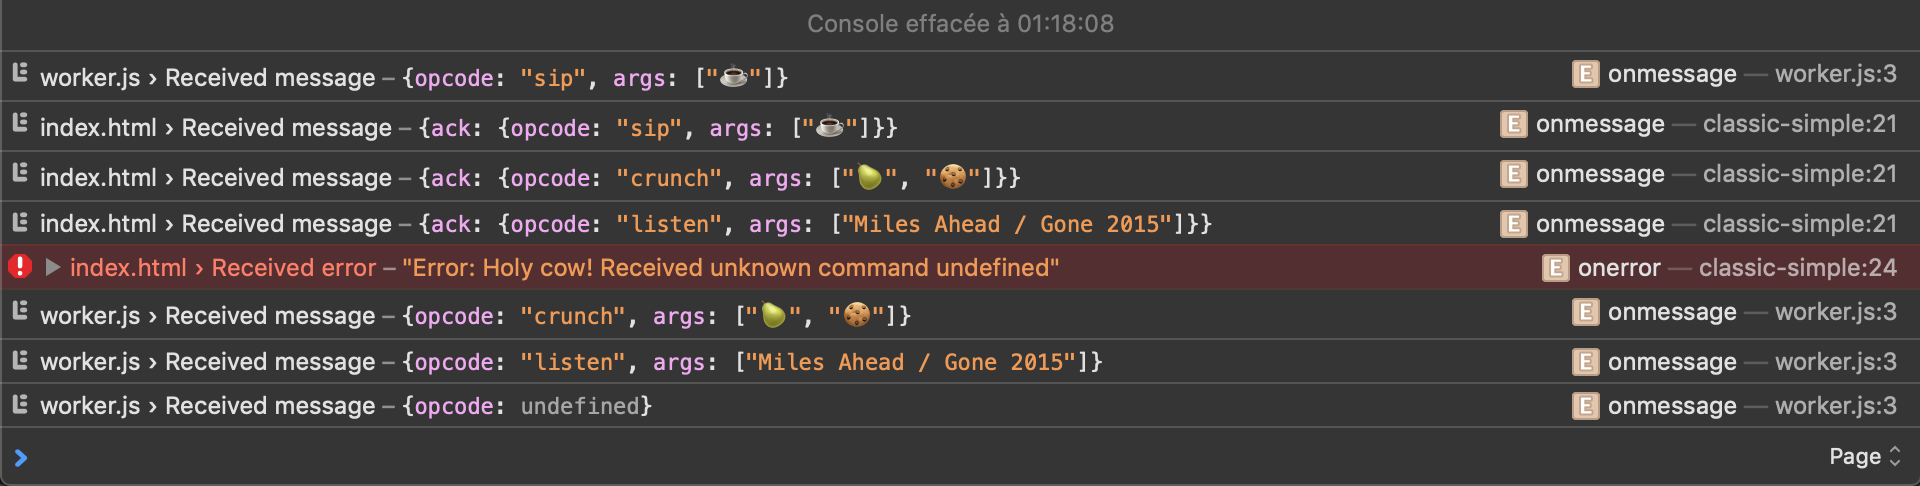 Console effacée à 01:18:08
worker.js › Received message – {opcode: "sip", args: ["☕️"]} E onmessage — worker.js:3
index.html › Received message – {ack: {opcode: "sip", args: ["☕️"]}} E onmessage — classic-simple:21
index.html › Received message – {ack: {opcode: "crunch", args: ["🍐", "🍪"]}} E onmessage — classic-simple:21
index.html › Received message – {ack: {opcode: "listen", args: ["Miles Ahead / Gone 2015"]}} E onmessage — classic-simple:21
index.html › Received error – "Error: Holy cow! Received unknown command undefined" E onerror — classic-simple:24
worker.js › Received message – {opcode: "crunch", args: ["🍐", "🍪"]} E onmessage — worker.js:3
worker.js › Received message – {opcode: "listen", args: ["Miles Ahead / Gone 2015"]} E onmessage — worker.js:3
worker.js › Received message – {opcode: undefined} E onmessage — worker.js:3
Page